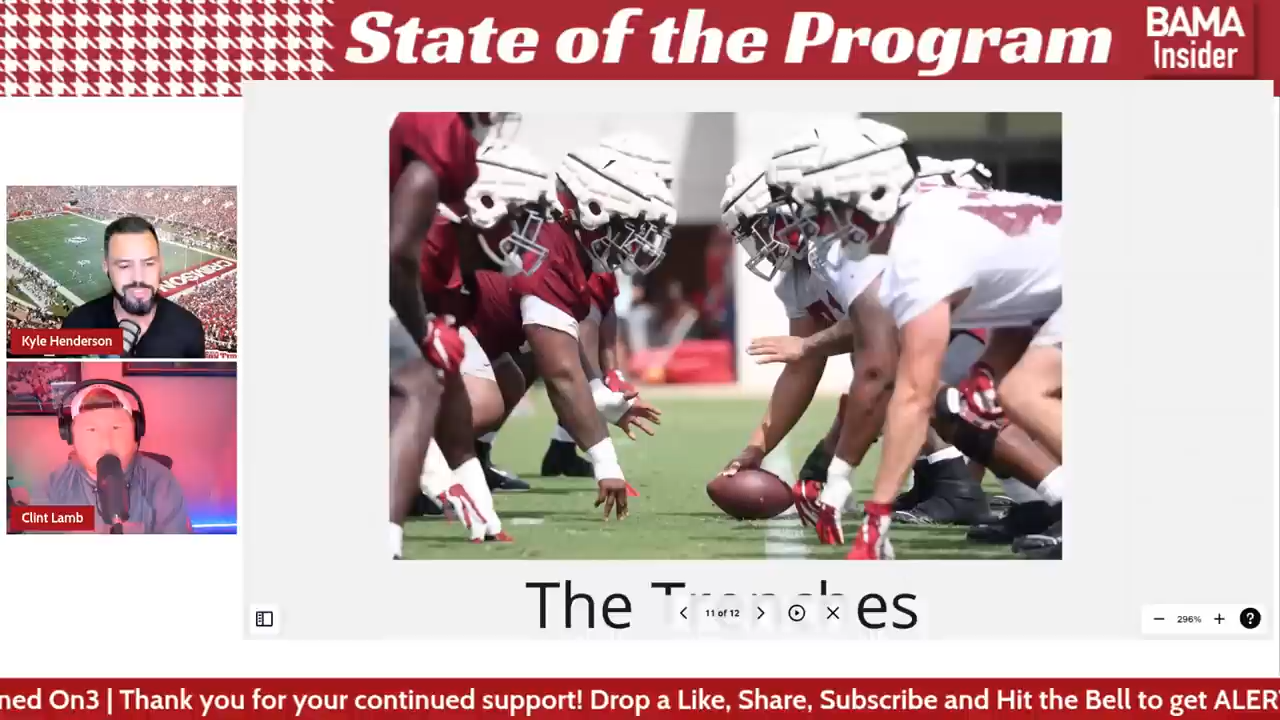 State of the Program
BAMA
Insider
Kyle Henderson
Clint Lamb
The Trenches
11 of 12
296%
?
ned On3 | Thank you for your continued support! Drop a Like, Share, Subscribe and Hit the Bell to get ALER